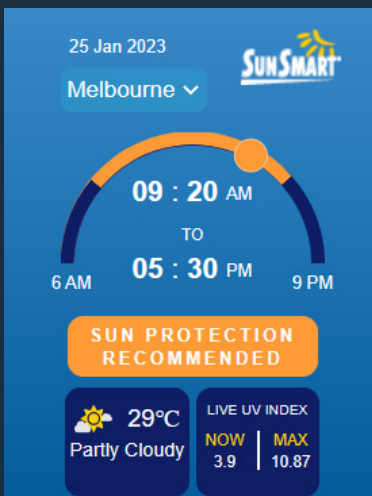 25 Jan 2023
SunSmart
Melbourne
09 : 20 AM
TO
05 : 30 PM
6 AM
9 PM
SUN PROTECTION
RECOMMENDED
29°C
Partly Cloudy
LIVE UV INDEX
NOW
MAX
3.9
10.87